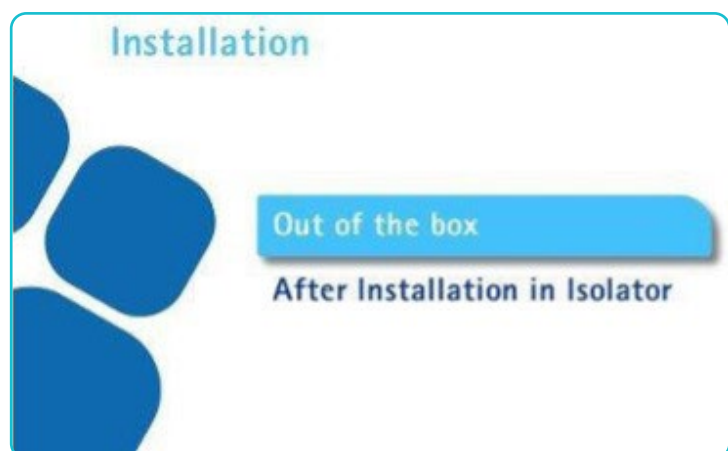 Installation
Out of the box
After Installation in Isolator